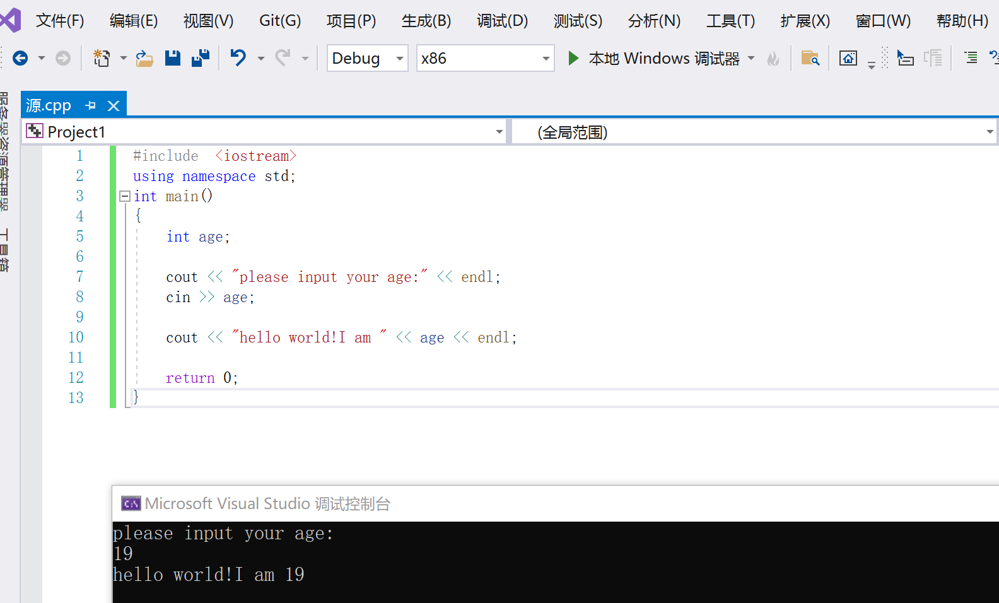 文件(F) 编辑(E) 视图(V) Git(G) 项目(P) 生成(B) 调试(D) 测试(S) 分析(N) 工具(T) 扩展(X) 窗口(W) 帮助(H)
Debug x86 本地 Windows 调试器
服务器资源管理器
工具箱
源.cpp
Project1 (全局范围)
1 #include  <iostream>
2 using namespace std;
3 int main()
4 {
5     int age;
6
7     cout << "please input your age:" << endl;
8     cin >> age;
9
10     cout << "hello world!I am " << age << endl;
11
12     return 0;
13 }
C:\ Microsoft Visual Studio 调试控制台
please input your age:
19
hello world!I am 19